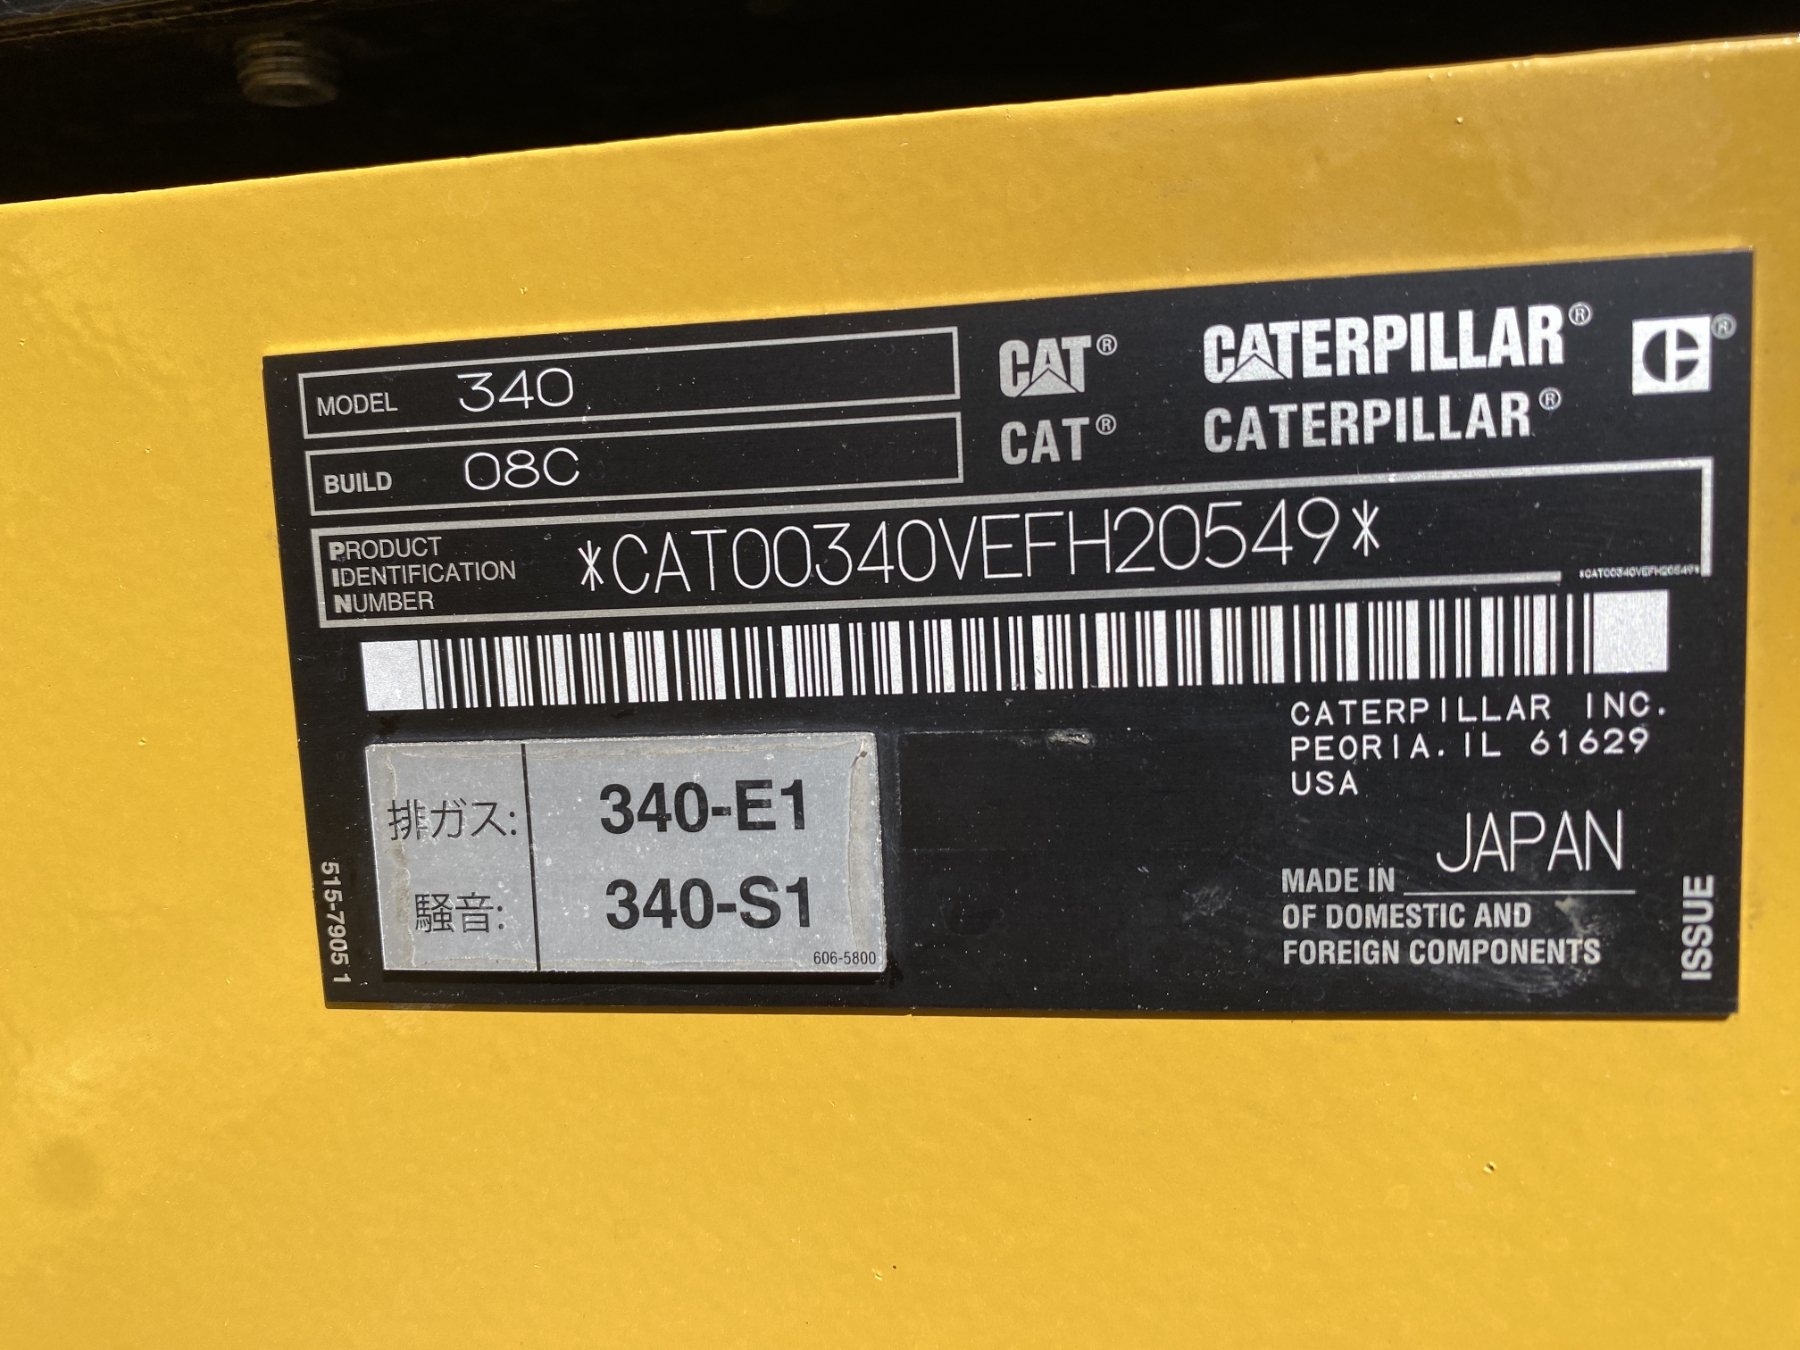 MODEL 340
BUILD 08C
CAT® CATERPILLAR®
CAT® CATERPILLAR®
PRODUCT
IDENTIFICATION
NUMBER
*CAT00340VEFH20549*
*CAT00340VEFH20549*
CATERPILLAR INC.
PEORIA. IL 61629
USA
排ガス: 340-E1
騒音: 340-S1
606-5800
MADE IN JAPAN
OF DOMESTIC AND
FOREIGN COMPONENTS
515-7905 1
ISSUE